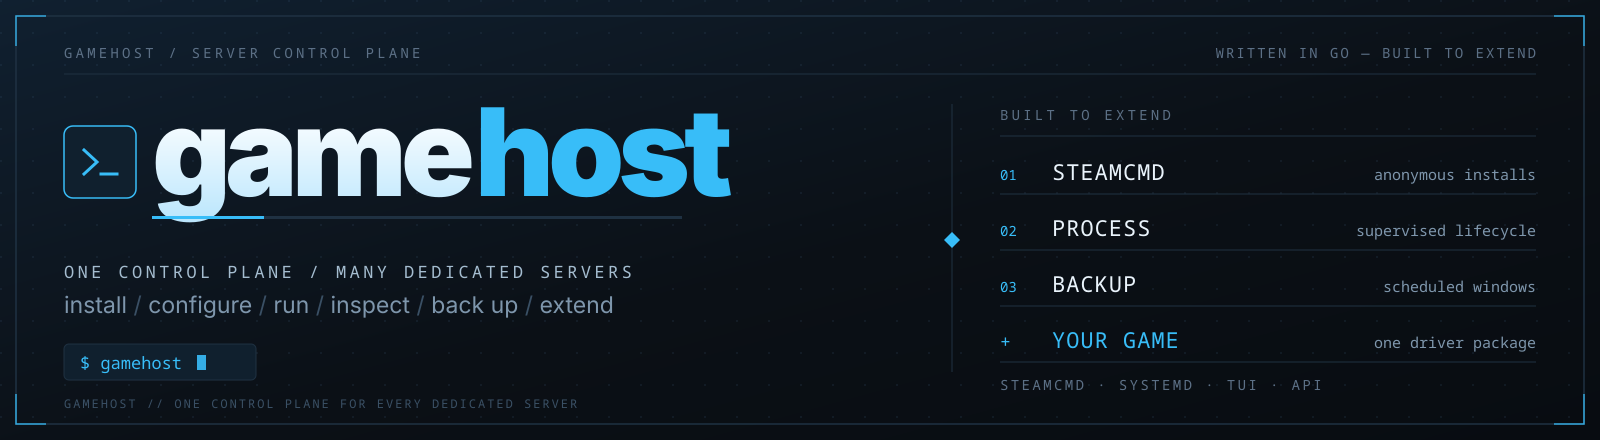 GAMEHOST / SERVER CONTROL PLANE
WRITTEN IN GO — BUILT TO EXTEND
>_ gamehost
ONE CONTROL PLANE / MANY DEDICATED SERVERS
install / configure / run / inspect / back up / extend
$ gamehost
GAMEHOST // ONE CONTROL PLANE FOR EVERY DEDICATED SERVER
BUILT TO EXTEND
01 STEAMCMD anonymous installs
02 PROCESS supervised lifecycle
03 BACKUP scheduled windows
+ YOUR GAME one driver package
STEAMCMD · SYSTEMD · TUI · API